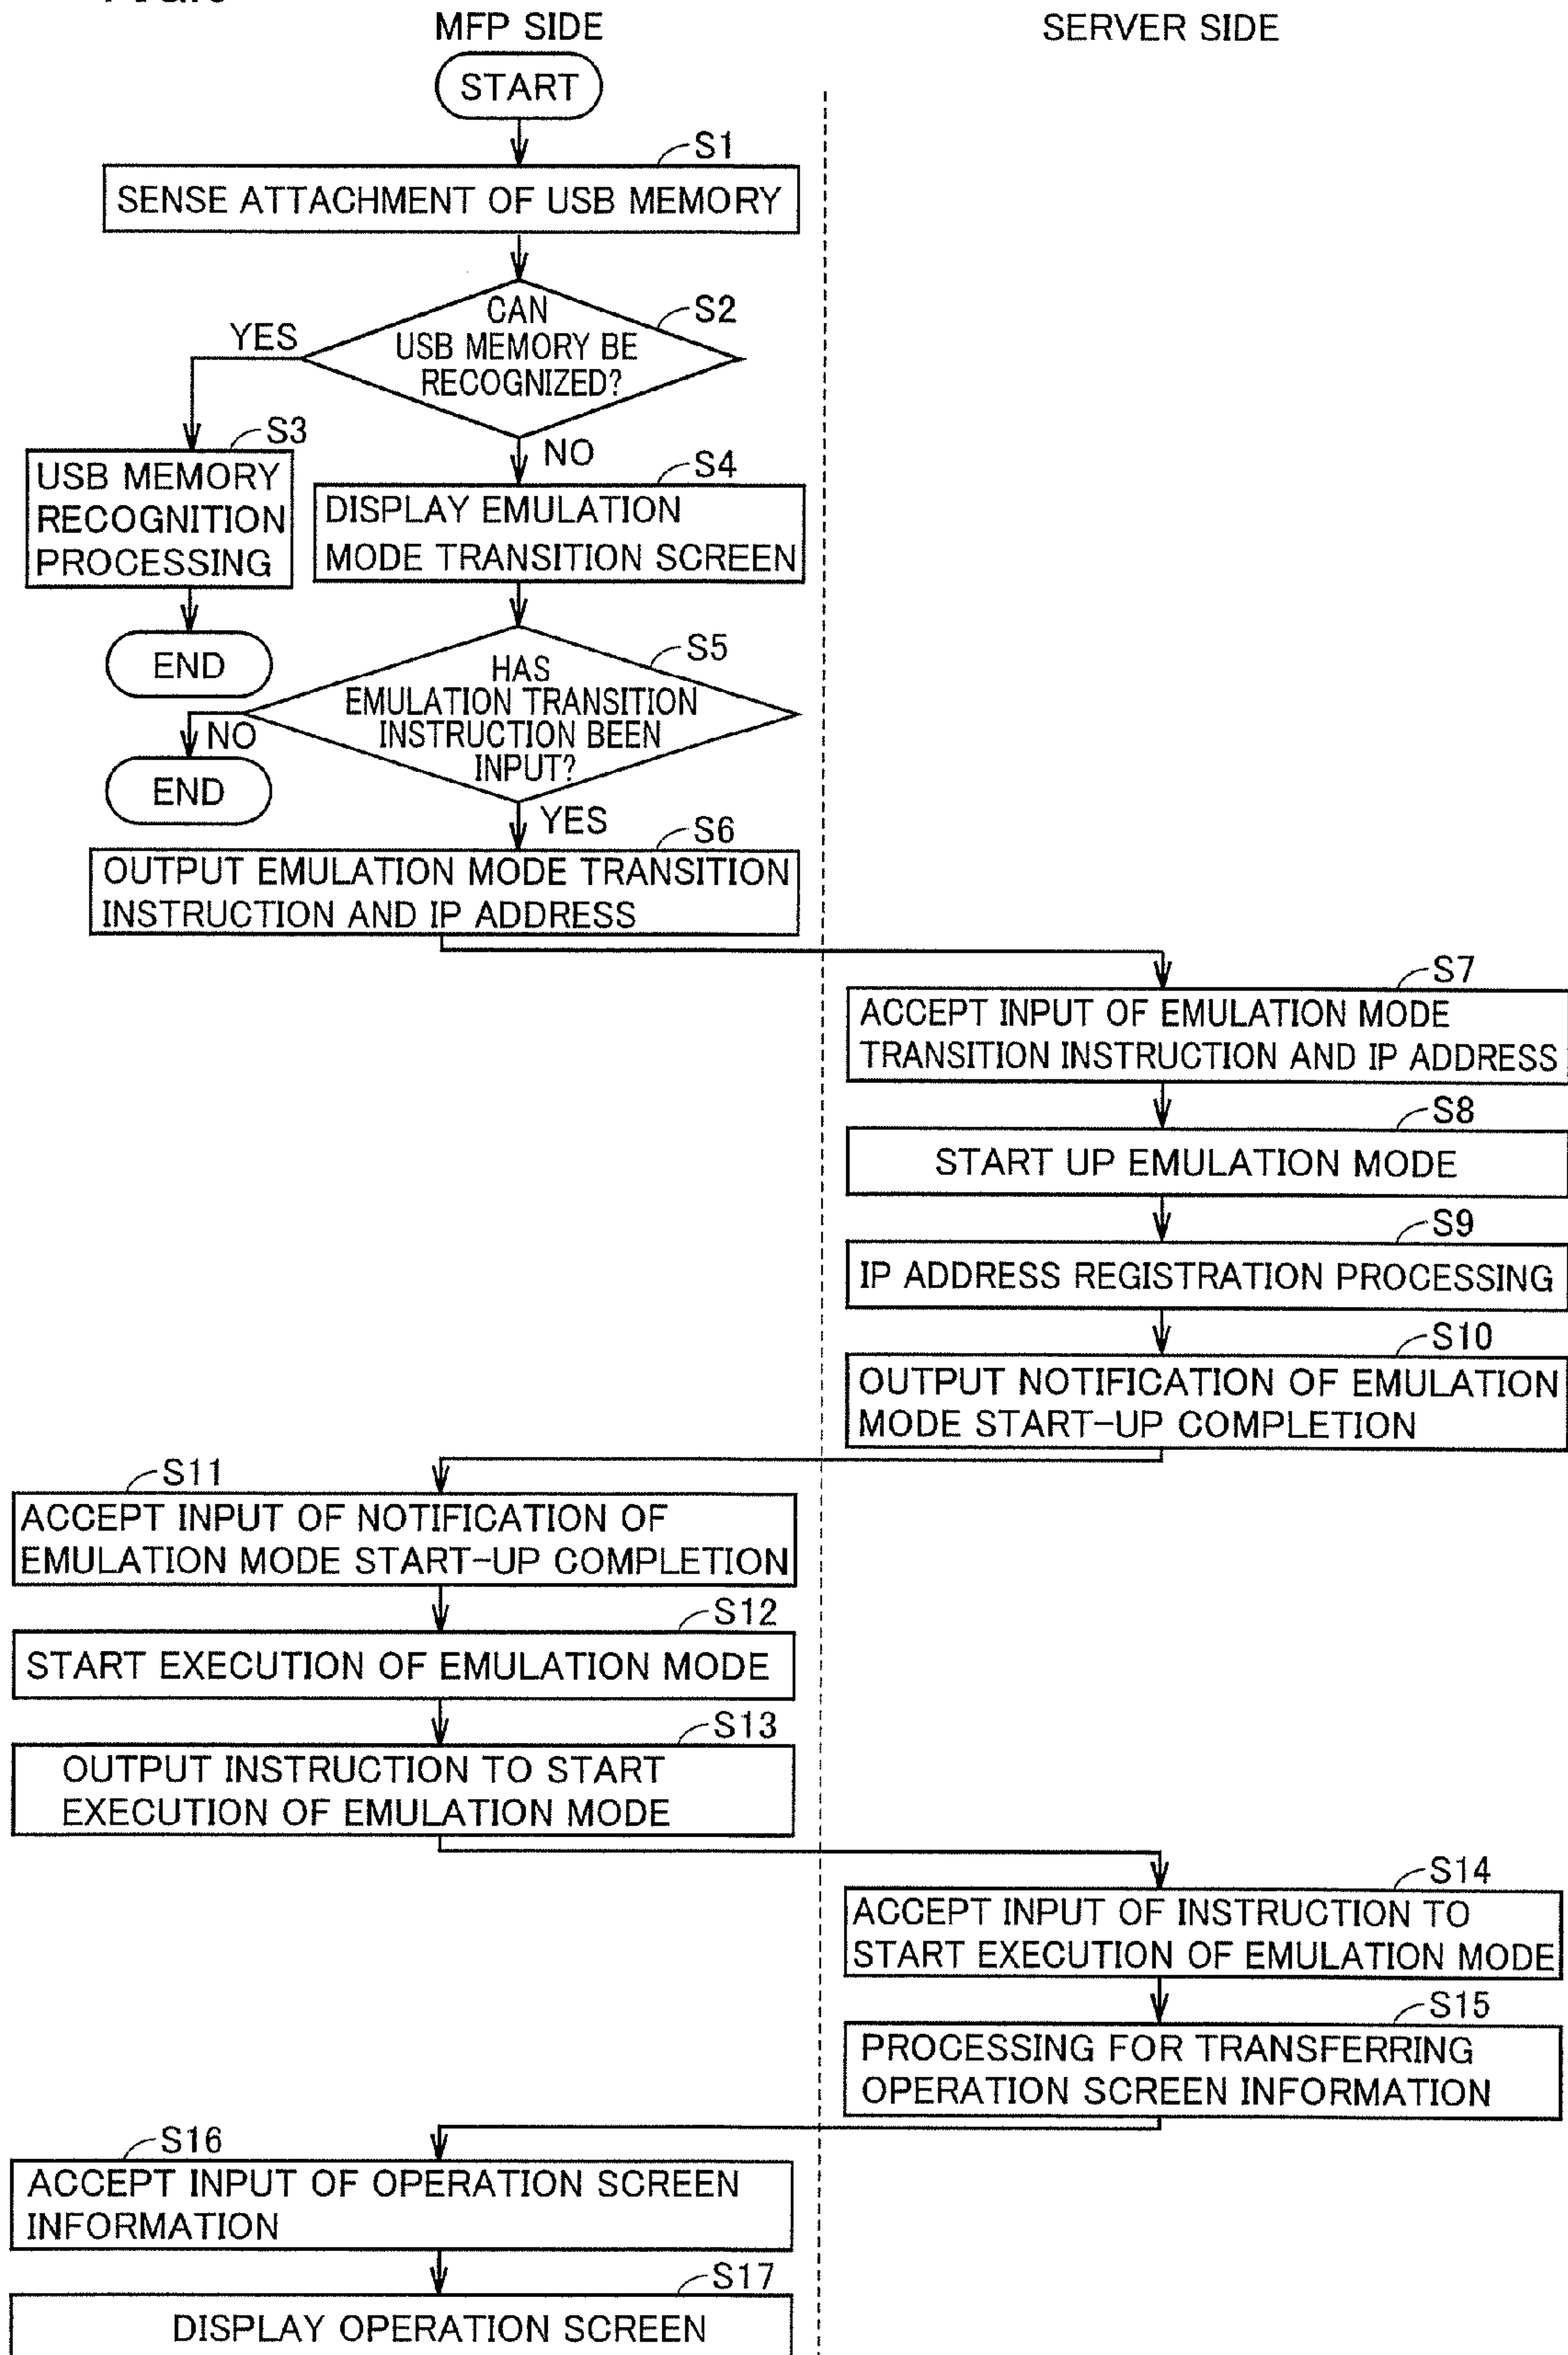 MFP SIDE
SERVER SIDE
START
S1
SENSE ATTACHMENT OF USB MEMORY
S2
CAN
USB MEMORY BE
RECOGNIZED?
YES
NO
S3
USB MEMORY
RECOGNITION
PROCESSING
END
S4
DISPLAY EMULATION
MODE TRANSITION SCREEN
S5
HAS
EMULATION TRANSITION
INSTRUCTION BEEN
INPUT?
NO
END
YES
S6
OUTPUT EMULATION MODE TRANSITION
INSTRUCTION AND IP ADDRESS
S7
ACCEPT INPUT OF EMULATION MODE
TRANSITION INSTRUCTION AND IP ADDRESS
S8
START UP EMULATION MODE
S9
IP ADDRESS REGISTRATION PROCESSING
S10
OUTPUT NOTIFICATION OF EMULATION
MODE START-UP COMPLETION
S11
ACCEPT INPUT OF NOTIFICATION OF
EMULATION MODE START-UP COMPLETION
S12
START EXECUTION OF EMULATION MODE
S13
OUTPUT INSTRUCTION TO START
EXECUTION OF EMULATION MODE
S14
ACCEPT INPUT OF INSTRUCTION TO
START EXECUTION OF EMULATION MODE
S15
PROCESSING FOR TRANSFERRING
OPERATION SCREEN INFORMATION
S16
ACCEPT INPUT OF OPERATION SCREEN
INFORMATION
S17
DISPLAY OPERATION SCREEN